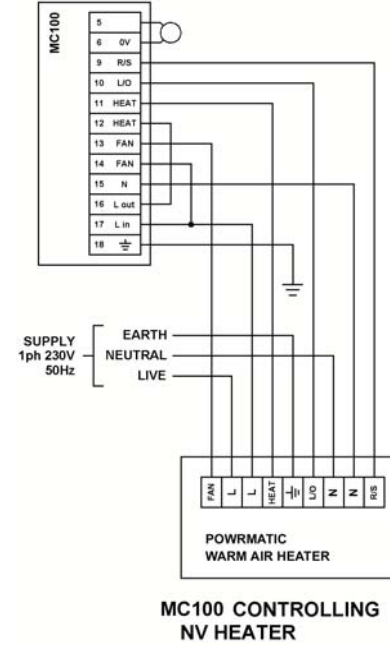 MC100
5
6 0V
9 R/S
10 L/O
11 HEAT
12 HEAT
13 FAN
14 FAN
15 N
16 L out
17 L in
18
SUPPLY
1ph 230V
50Hz
EARTH
NEUTRAL
LIVE
FAN L L HEAT L/O N N R/S
POWRMATIC
WARM AIR HEATER
MC100 CONTROLLING
NV HEATER